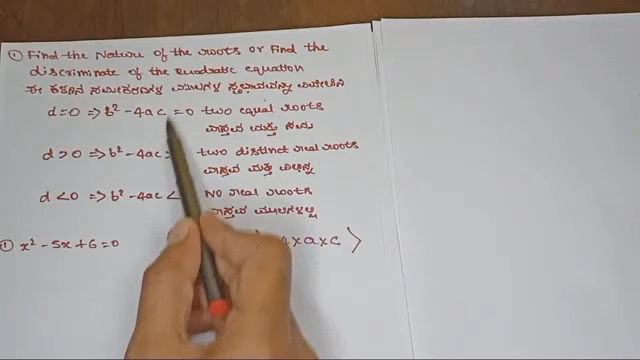 ① Find the Nature of the roots or Find the
discriminate of the Quadratic equation
ಈ ಕೆಳಗಿನ ಸಮೀಕರಣಗಳ ಮೂಲಗಳ ಸ್ವಭಾವವನ್ನು
d = 0 ⇒ b² - 4ac = 0 two equal roots
ವಾಸ್ತವ ಮತ್ತು ಸಮ
d > 0 ⇒ b² - 4ac two distinct real roots
ವಾಸ್ತವ ಮತ್ತು ಭಿನ್ನ
d < 0 ⇒ b² - 4ac < No real roots
ವಾಸ್ತವ ಮೂಲಗಳಲ್ಲ
① x² - 5x + 6 = 0 4 × a × c